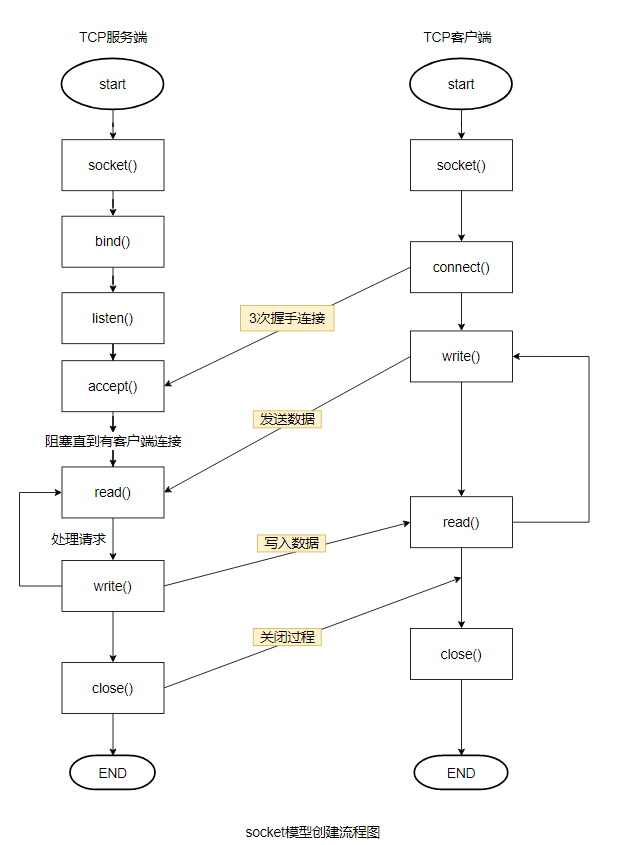 TCP服务端
TCP客户端
start
start
socket()
socket()
bind()
connect()
listen()
3次握手连接
write()
accept()
发送数据
阻塞直到有客户端连接
read()
read()
处理请求
写入数据
write()
关闭过程
close()
close()
END
END
socket模型创建流程图